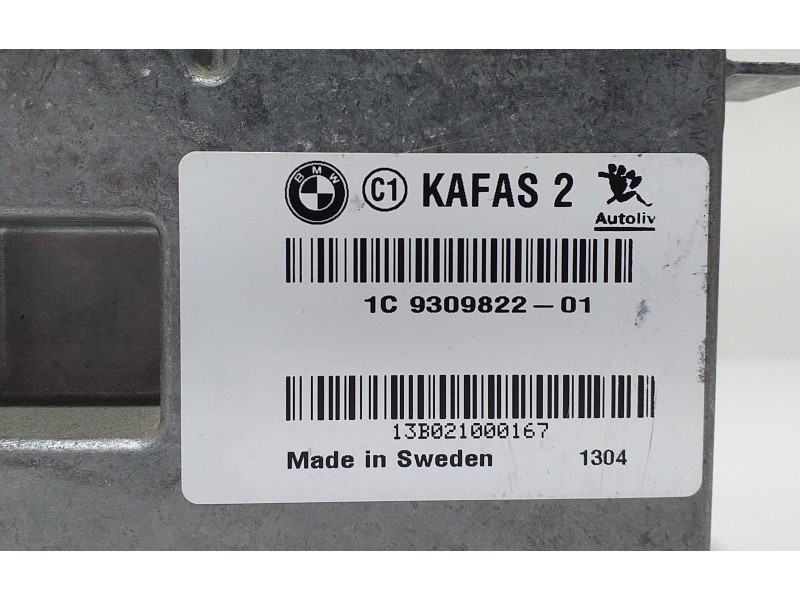 BMW C1 KAFAS 2 Autoliv
1C 9309822-01
13B021000167
Made in Sweden 1304